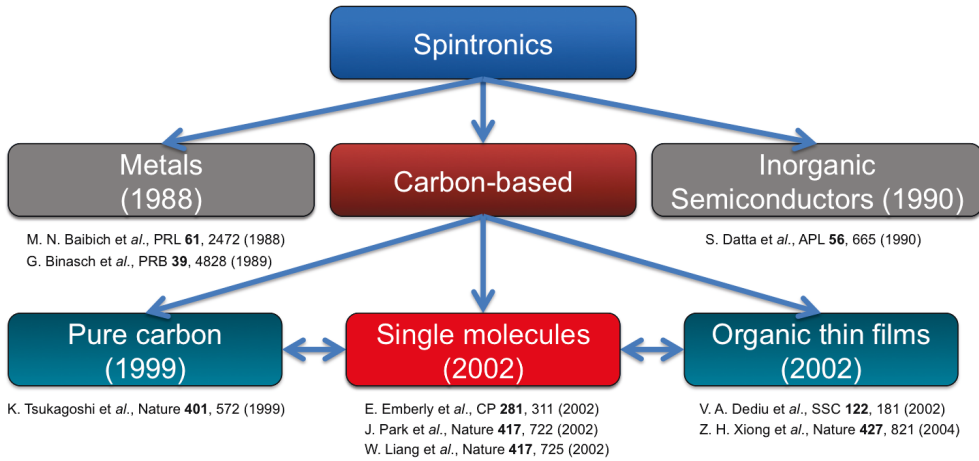 Spintronics
Metals
(1988)
Carbon-based
Inorganic
Semiconductors (1990)
M. N. Baibich et al., PRL 61, 2472 (1988)
G. Binasch et al., PRB 39, 4828 (1989)
S. Datta et al., APL 56, 665 (1990)
Pure carbon
(1999)
Single molecules
(2002)
Organic thin films
(2002)
K. Tsukagoshi et al., Nature 401, 572 (1999)
E. Emberly et al., CP 281, 311 (2002)
J. Park et al., Nature 417, 722 (2002)
W. Liang et al., Nature 417, 725 (2002)
V. A. Dediu et al., SSC 122, 181 (2002)
Z. H. Xiong et al., Nature 427, 821 (2004)